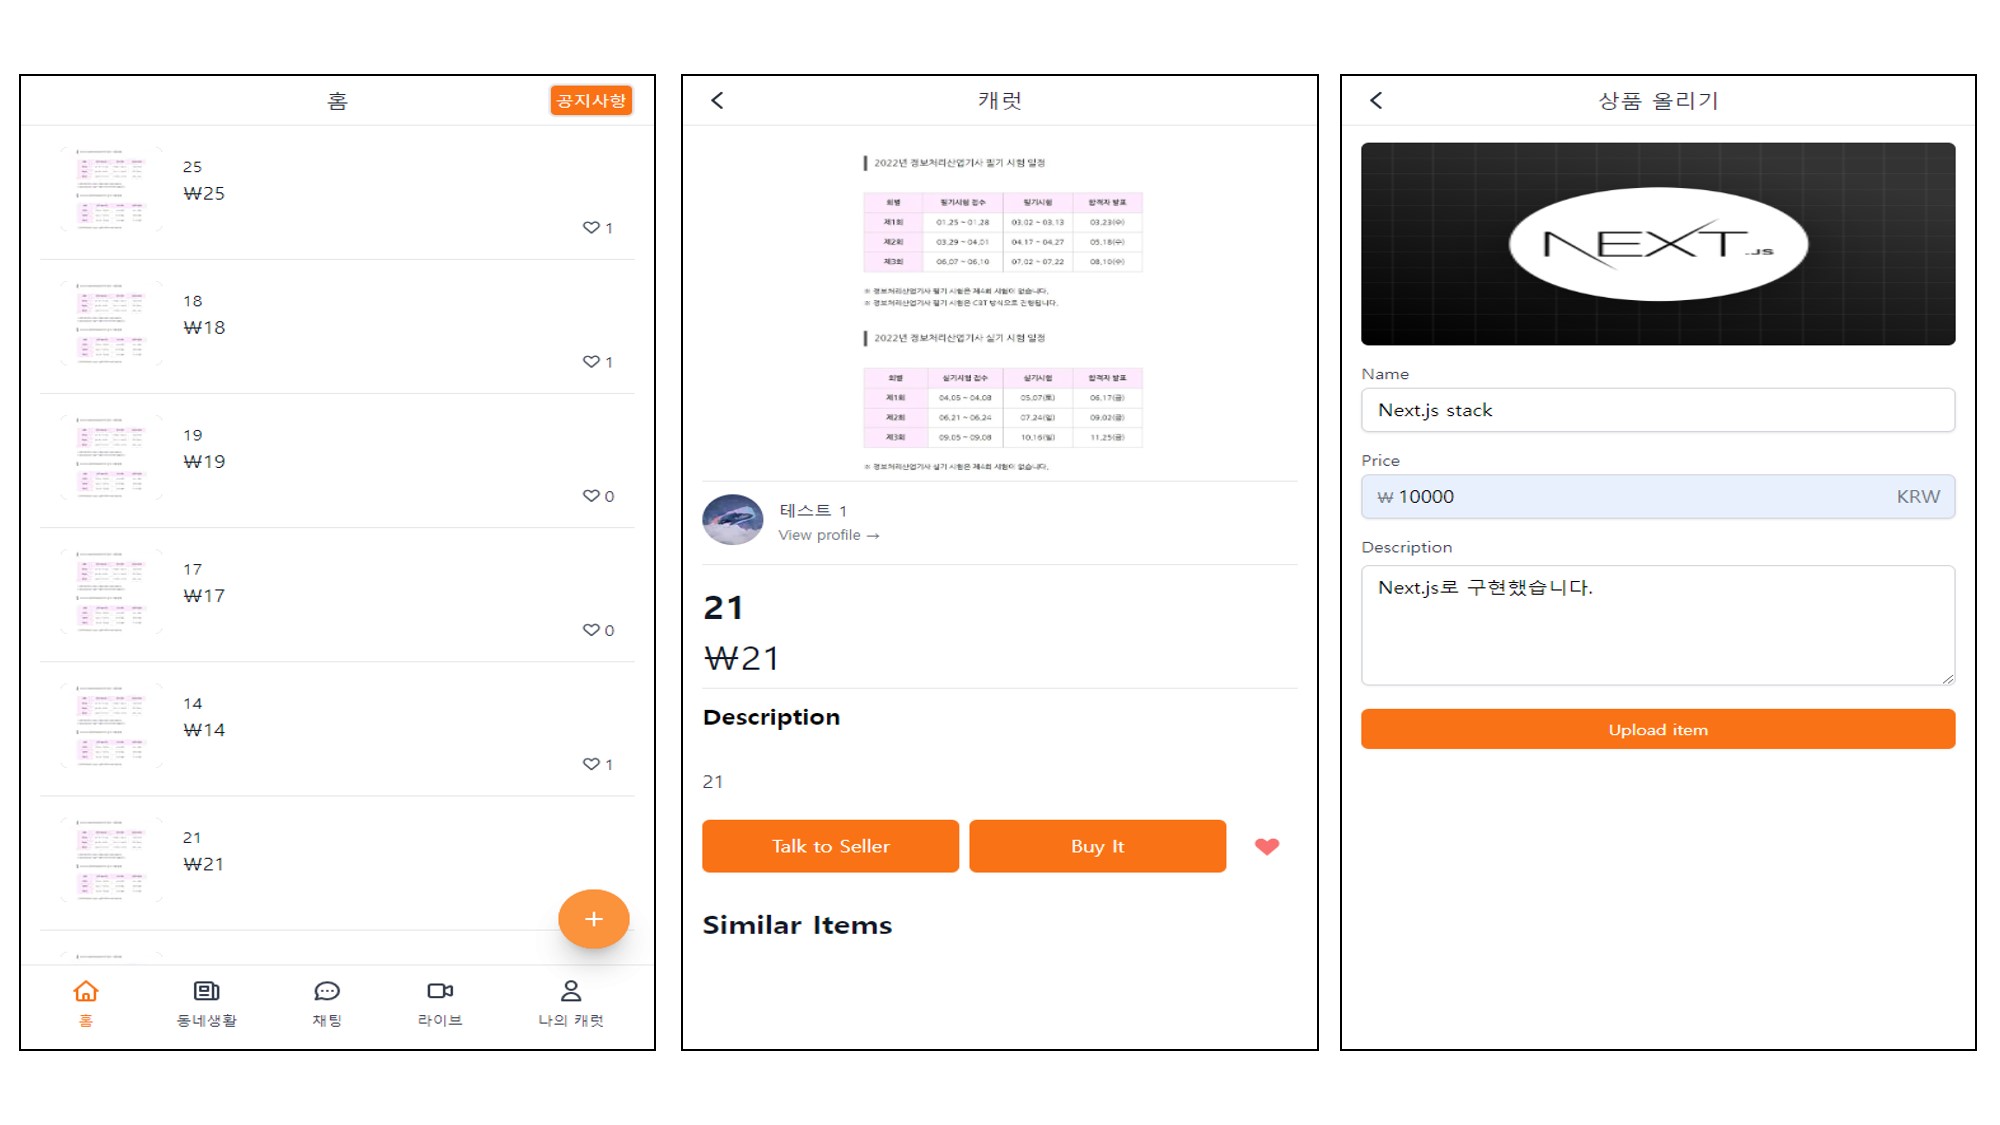 홈
공지사항
25
₩25
1
18
₩18
1
19
₩19
0
17
₩17
0
14
₩14
1
21
₩21
+
홈
동네생활
채팅
라이브
나의 캐럿
캐럿
2022년 정보처리산업기사 필기 시험 일정
회별 필기시험 접수 필기시험 합격자 발표
제1회 01.25 ~ 01.28 03.02 ~ 03.13 03.23(수)
제2회 03.29 ~ 04.01 04.17 ~ 04.27 05.18(수)
제3회 06.07 ~ 06.10 07.02 ~ 07.22 08.10(수)
※ 정보처리산업기사 필기 시험은 제4회 시험이 없습니다.
※ 정보처리산업기사 필기 시험은 CBT 방식으로 진행됩니다.
2022년 정보처리산업기사 실기 시험 일정
회별 실기시험 접수 실기시험 합격자 발표
제1회 04.05 ~ 04.08 05.07(토) 06.17(금)
제2회 06.21 ~ 06.24 07.24(일) 09.02(금)
제3회 09.05 ~ 09.08 10.16(일) 11.25(금)
※ 정보처리산업기사 실기 시험은 제4회 시험이 없습니다.
테스트 1
View profile →
21
₩21
Description
21
Talk to Seller
Buy It
Similar Items
상품 올리기
NEXT.JS
Name
Next.js stack
Price
₩ 10000 KRW
Description
Next.js로 구현했습니다.
Upload item